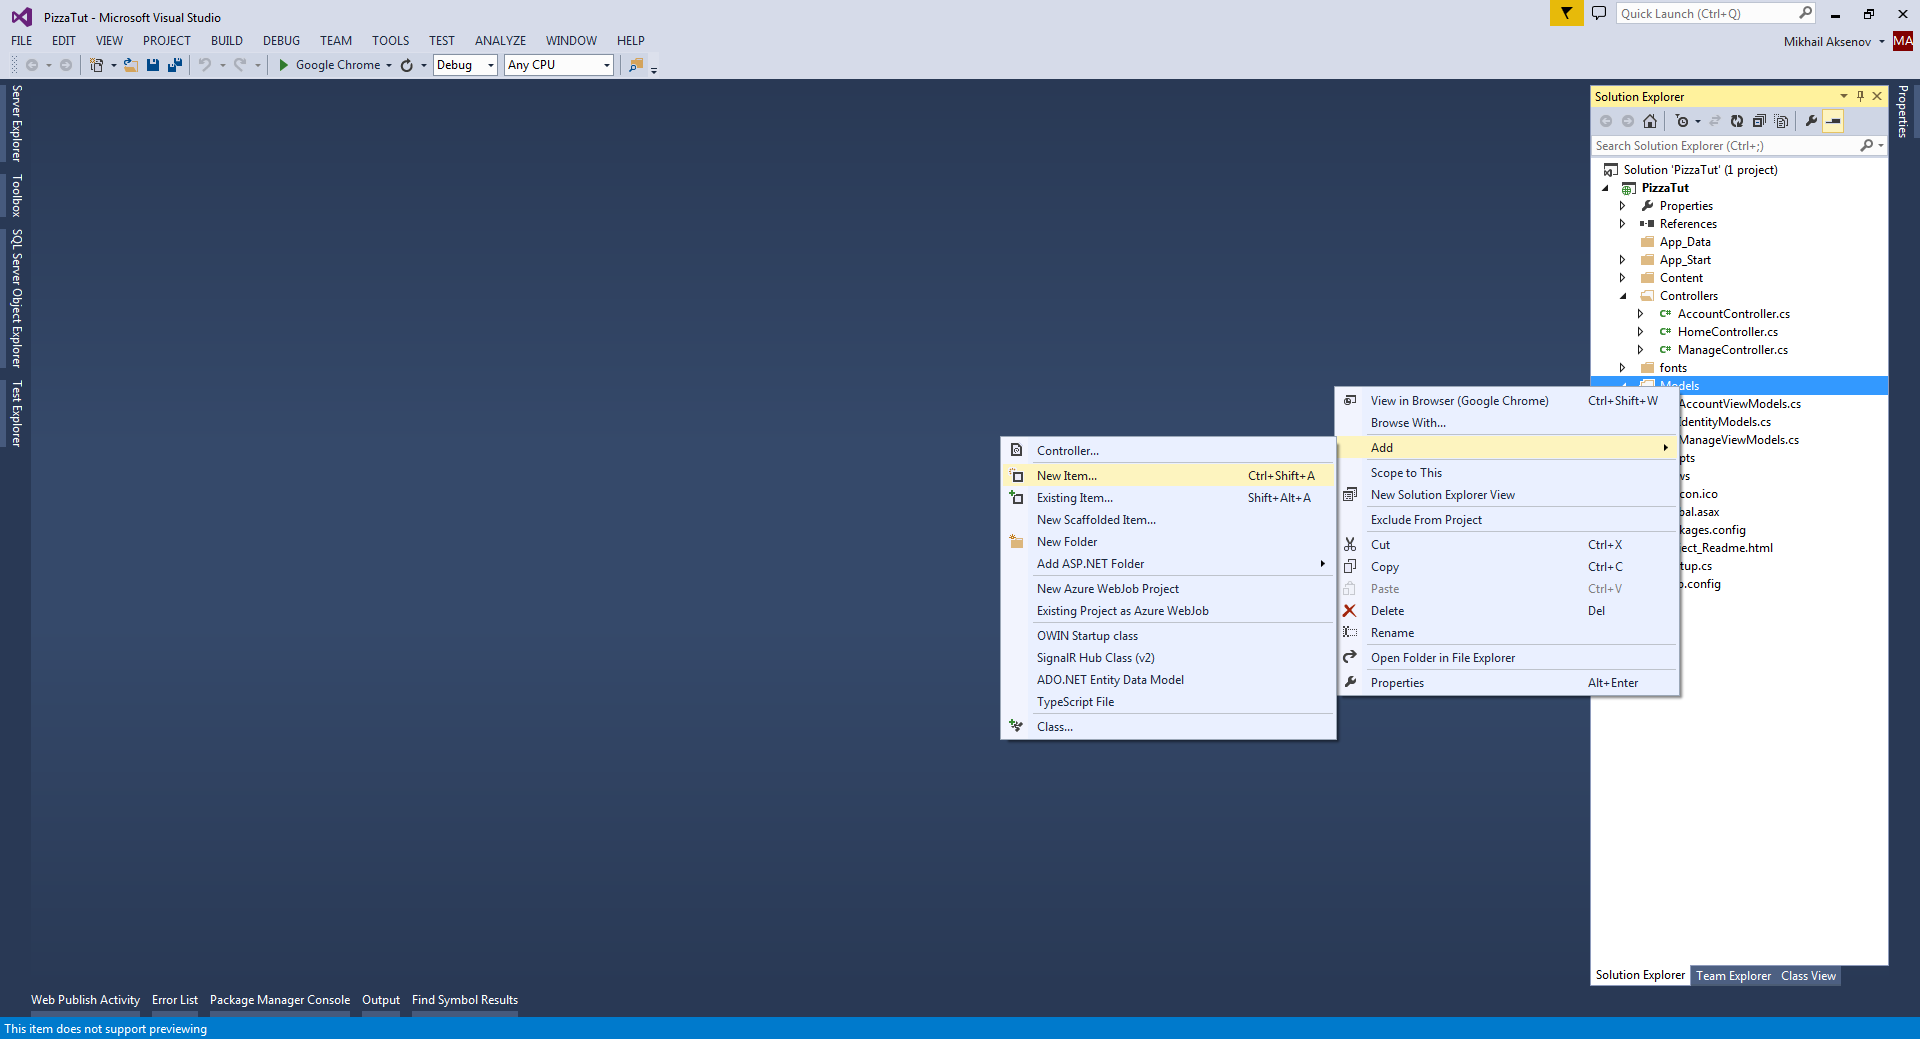 PizzaTut - Microsoft Visual Studio
Quick Launch (Ctrl+Q)
FILE EDIT VIEW PROJECT BUILD DEBUG TEAM TOOLS TEST ANALYZE WINDOW HELP
Mikhail Aksenov MA
Google Chrome Debug Any CPU
Server Explorer
Toolbox
SQL Server Object Explorer
Test Explorer
Solution Explorer
Search Solution Explorer (Ctrl+;)
Solution 'PizzaTut' (1 project)
PizzaTut
Properties
References
App_Data
App_Start
Content
Controllers
C# AccountController.cs
C# HomeController.cs
C# ManageController.cs
fonts
Models
AccountViewModels.cs
IdentityModels.cs
ManageViewModels.cs
pts
ws
con.ico
bal.asax
kages.config
ect_Readme.html
tup.cs
.config
View in Browser (Google Chrome) Ctrl+Shift+W
Browse With...
Add
Scope to This
New Solution Explorer View
Exclude From Project
Cut Ctrl+X
Copy Ctrl+C
Paste Ctrl+V
Delete Del
Rename
Open Folder in File Explorer
Properties Alt+Enter
Controller...
New Item... Ctrl+Shift+A
Existing Item... Shift+Alt+A
New Scaffolded Item...
New Folder
Add ASP.NET Folder
New Azure WebJob Project
Existing Project as Azure WebJob
OWIN Startup class
SignalR Hub Class (v2)
ADO.NET Entity Data Model
TypeScript File
Class...
Properties
Solution Explorer Team Explorer Class View
Web Publish Activity Error List Package Manager Console Output Find Symbol Results
This item does not support previewing